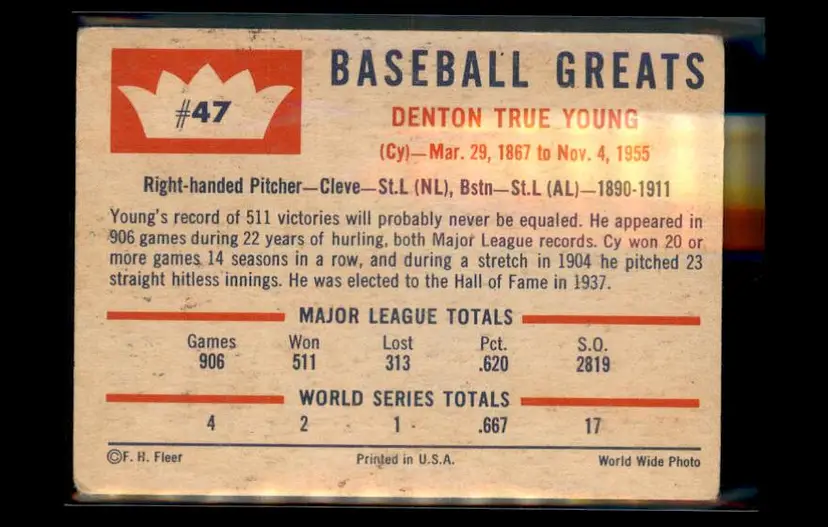 #47
BASEBALL GREATS
DENTON TRUE YOUNG
(Cy)—Mar. 29, 1867 to Nov. 4, 1955
Right-handed Pitcher—Cleve—St.L (NL), Bstn—St.L (AL)—1890-1911
Young's record of 511 victories will probably never be equaled. He appeared in
906 games during 22 years of hurling, both Major League records. Cy won 20 or
more games 14 seasons in a row, and during a stretch in 1904 he pitched 23
straight hitless innings. He was elected to the Hall of Fame in 1937.
MAJOR LEAGUE TOTALS
Games Won Lost Pct. S.O.
906 511 313 .620 2819
WORLD SERIES TOTALS
4 2 1 .667 17
©F. H. Fleer Printed in U.S.A. World Wide Photo